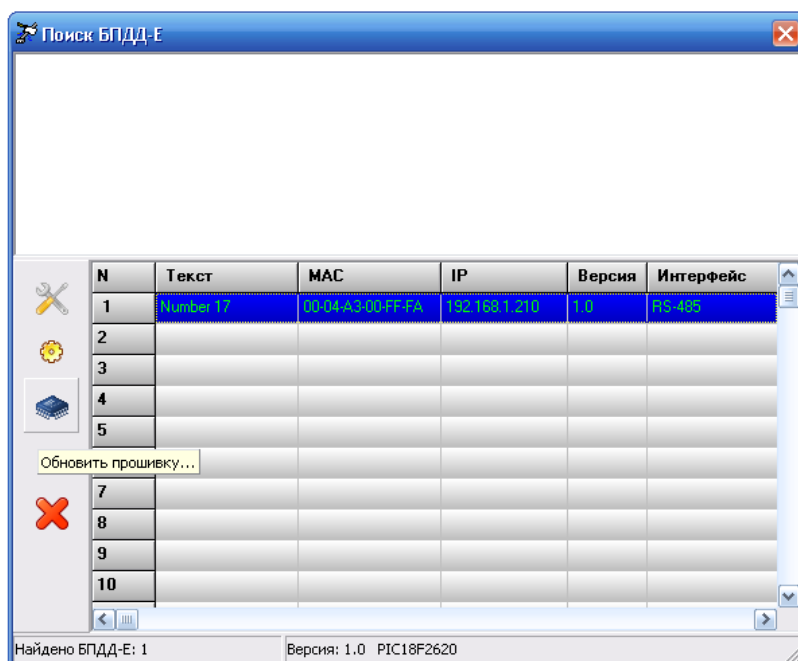 Поиск БПДД-Е
N Текст MAC IP Версия Интерфейс
1 Number 17 00-04-A3-00-FF-FA 192.168.1.210 1.0 RS-485
2
3
4
5
Обновить прошивку...
7
8
9
10
Найдено БПДД-Е: 1 Версия: 1.0 PIC18F2620